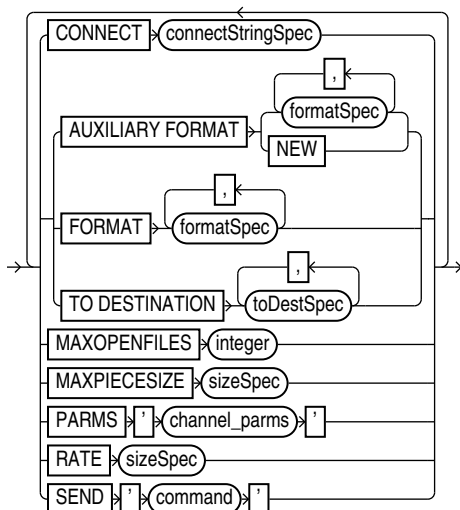 CONNECT connectStringSpec
,
formatSpec
AUXILIARY FORMAT
NEW
,
FORMAT formatSpec
,
TO DESTINATION toDestSpec
MAXOPENFILES integer
MAXPIECESIZE sizeSpec
PARMS ' channel_parms '
RATE sizeSpec
SEND ' command '